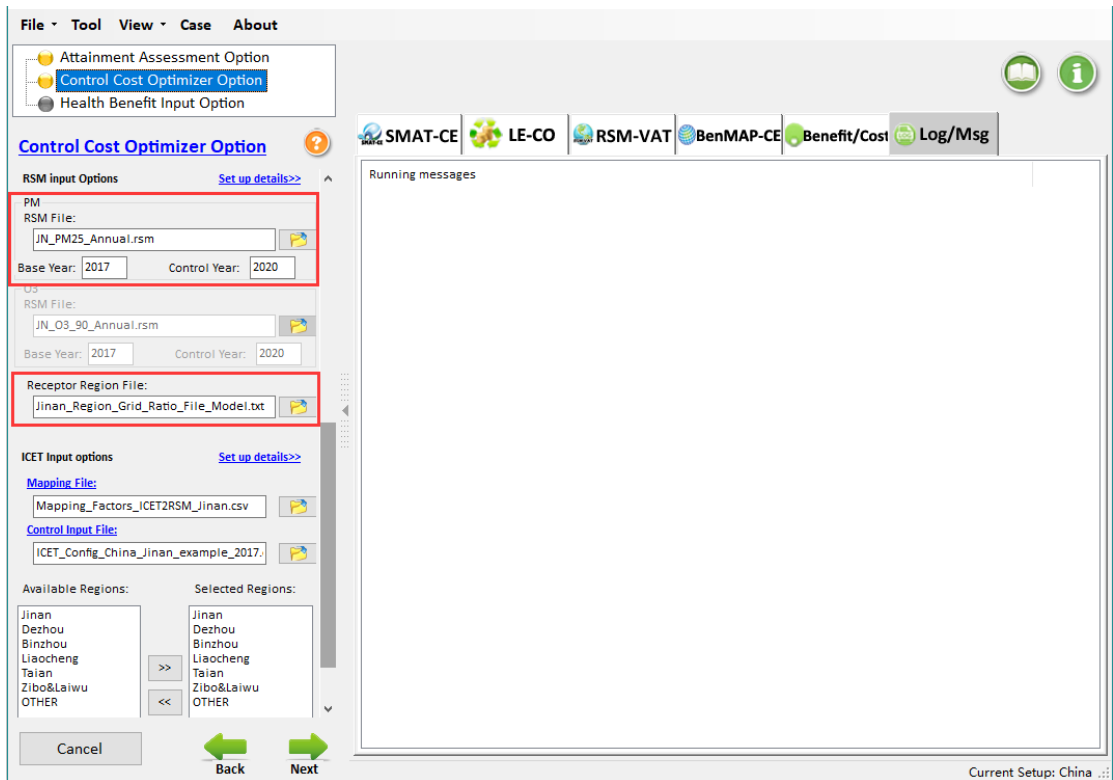 File Tool View Case About
Attainment Assessment Option
Control Cost Optimizer Option
Health Benefit Input Option
Control Cost Optimizer Option
RSM input Options Set up details>>
PM
RSM File:
JN_PM25_Annual.rsm
Base Year: 2017 Control Year: 2020
O3
RSM File:
JN_O3_90_Annual.rsm
Base Year: 2017 Control Year: 2020
Receptor Region File:
Jinan_Region_Grid_Ratio_File_Model.txt
ICET Input options Set up details>>
Mapping File:
Mapping_Factors_ICET2RSM_Jinan.csv
Control Input File:
ICET_Config_China_Jinan_example_2017.
Available Regions: Selected Regions:
Jinan Jinan
Dezhou Dezhou
Binzhou Binzhou
Liaocheng Liaocheng
Taian >> Taian
Zibo&Laiwu Zibo&Laiwu
OTHER << OTHER
Cancel Back Next
SMAT-CE LE-CO RSM-VAT BenMAP-CE Benefit/Cost Log/Msg
Running messages
Current Setup: China